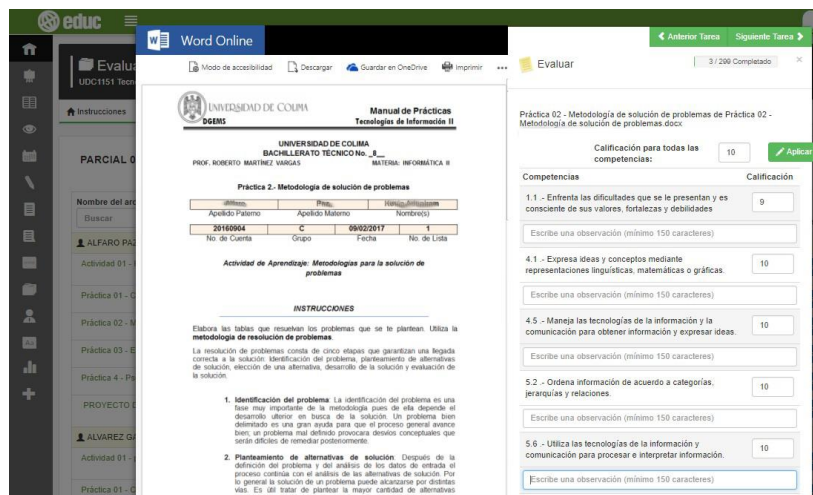 educ
Word Online
Anterior Tarea
Siguiente Tarea
Modo de accesibilidad
Descargar
Guardar en OneDrive
Imprimir
Evaluar
3 / 299 Completado
Evalua
UDC1151 Tecn
Instrucciones
PARCIAL 0
Nombre del arc
Buscar
ALFARO PAZ
Actividad 01 -
Práctica 01 - C
Práctica 02 - M
Práctica 03 - E
Práctica 4 - Ps
PROYECTO D
ALVAREZ GA
Actividad 01 -
Práctica 01 - C
UNIVERSIDAD DE COLIMA
DGEMS
Manual de Prácticas
Tecnologías de Información II
UNIVERSIDAD DE COLIMA
BACHILLERATO TÉCNICO No. _8__
PROF. ROBERTO MARTÍNEZ VARGAS
MATERIA: INFORMÁTICA II
Práctica 2.- Metodología de solución de problemas
Apellido Paterno Apellido Materno Nombre(s)
20160904 C 09/02/2017 1
No. de Cuenta Grupo Fecha No. de Lista
Actividad de Aprendizaje: Metodologías para la solución de
problemas
INSTRUCCIONES
Elabora las tablas que resuelvan los problemas que se te plantean. Utiliza la
metodología de resolución de problemas.
La resolución de problemas consta de cinco etapas que garantizan una llegada
correcta a la solución: Identificación del problema, planteamiento de alternativas
de solución, elección de una alternativa, desarrollo de la solución y evaluación de
la solución.
1. Identificación del problema: La identificación del problema es una
fase muy importante de la metodología pues de ella depende el
desarrollo ulterior en busca de la solución. Un problema bien
delimitado es una gran ayuda para que el proceso general avance
bien; un problema mal definido provocara desvíos conceptuales que
serán difíciles de remediar posteriormente.
2. Planteamiento de alternativas de solución: Después de la
definición del problema y del análisis de los datos de entrada el
proceso continúa con el análisis de las alternativas de solución. Por
lo general la solución de un problema puede alcanzarse por distintas
vías. Es útil tratar de plantear la mayor cantidad de alternativas
Práctica 02 - Metodología de solución de problemas de Práctica 02 -
Metodología de solución de problemas.docx
Calificación para todas las
competencias:
10
Aplicar
Competencias Calificación
1.1 .- Enfrenta las dificultades que se le presentan y es
consciente de sus valores, fortalezas y debilidades
9
Escribe una observación (mínimo 150 caracteres)
4.1 .- Expresa ideas y conceptos mediante
representaciones linguísticas, matemáticas o gráficas.
10
Escribe una observación (mínimo 150 caracteres)
4.5 .- Maneja las tecnologías de la información y la
comunicación para obtener información y expresar ideas.
10
Escribe una observación (mínimo 150 caracteres)
5.2 .- Ordena información de acuerdo a categorías,
jerarquías y relaciones.
10
Escribe una observación (mínimo 150 caracteres)
5.6 .- Utiliza las tecnologías de la información y
comunicación para procesar e interpretar información.
10
Escribe una observación (mínimo 150 caracteres)